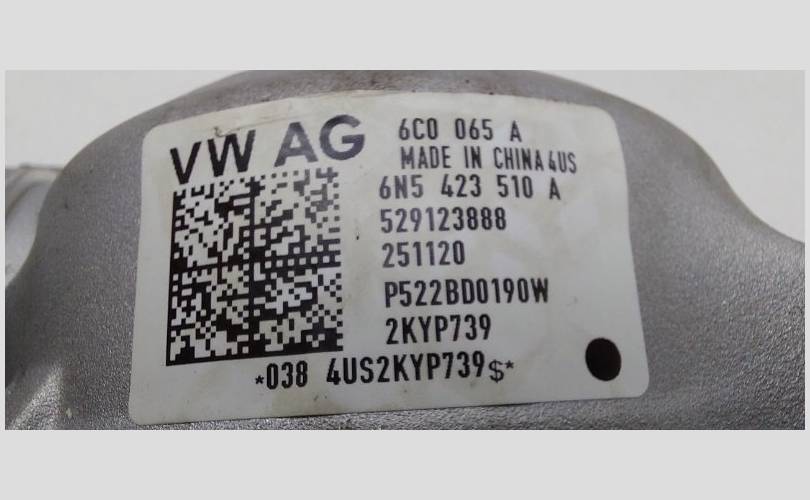 VW AG
6C0 065 A
MADE IN CHINA 4US
6N5 423 510 A
529123888
251120
P522BD0190W
2KYP739
*038 4US2KYP739$*